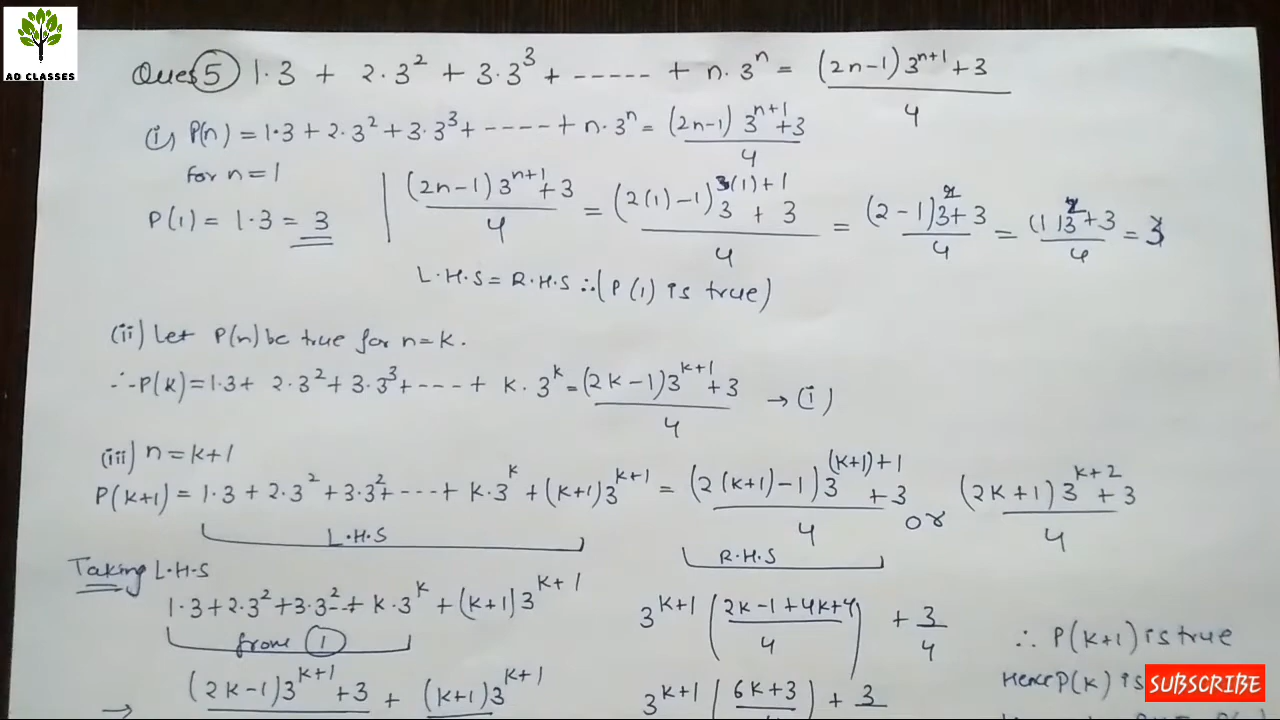 AO CLASSES
Ques 5 1·3 + 2·3² + 3·3³ + ----- + n·3ⁿ = (2n-1)3ⁿ⁺¹+3 / 4
(i) P(n) = 1·3 + 2·3² + 3·3³ + ---- + n·3ⁿ = (2n-1) 3ⁿ⁺¹+3 / 4
for n=1
P(1) = 1·3 = 3 | (2n-1)3ⁿ⁺¹+3 / 4 = (2(1)-1) 3⁽¹⁾⁺¹ + 3 / 4 = (2-1)3²+3 / 4 = (1)3²+3 / 4 = 3
L·H·S = R·H·S ∴ (P(1) is true)
(ii) Let P(n) be true for n=k.
∴ P(k) = 1·3 + 2·3² + 3·3³ + ---- + k·3ᵏ = (2k-1)3ᵏ⁺¹+3 / 4 → (i)
(iii) n = k+1
P(k+1) = 1·3 + 2·3² + 3·3² + ---- + k·3ᵏ + (k+1)3ᵏ⁺¹ = (2(k+1)-1)3⁽ᵏ⁺¹⁾⁺¹ + 3 / 4 or (2k+1)3ᵏ⁺² + 3 / 4
L·H·S
R·H·S
Taking L·H·S
1·3 + 2·3² + 3·3² -- + k·3ᵏ + (k+1)3ᵏ⁺¹
from 1
→ (2k-1)3ᵏ⁺¹+3 + (k+1)3ᵏ⁺¹
3ᵏ⁺¹ (2k-1+4k+4 / 4) + 3/4
3ᵏ⁺¹ (6k+3 ) + 3
∴ P(k+1) is true
Hence P(k) is
SUBSCRIBE